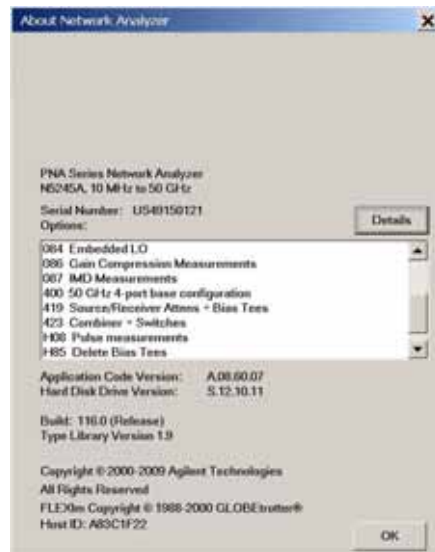 About Network Analyzer
PNA Series Network Analyzer
N5245A, 10 MHz to 50 GHz
Serial Number: US49150121
Options:
Details
084 Embedded LO
086 Gain Compression Measurements
087 IMD Measurements
400 50 GHz 4-port base configuration
419 Source/Receiver Attens + Bias Tees
423 Combiner + Switches
H08 Pulse measurements
H85 Delete Bias Tees
Application Code Version: A.08.60.07
Hard Disk Drive Version: S.12.10.11
Build: 116.0 (Release)
Type Library Version 1.9
Copyright © 2000-2009 Agilent Technologies
All Rights Reserved
FLEXlm Copyright © 1988-2000 GLOBEtrotter®
Host ID: A83C1F22
OK